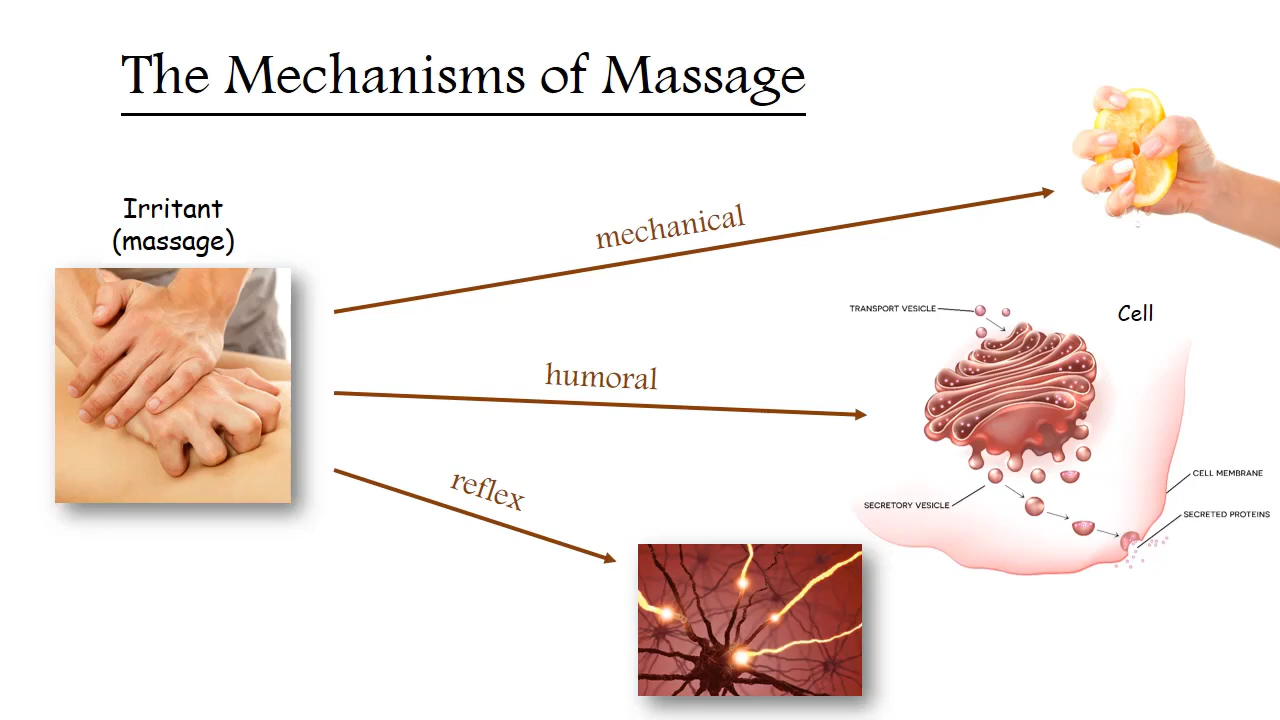 The Mechanisms of Massage
Irritant
(massage)
mechanical
humoral
reflex
TRANSPORT VESICLE
Cell
CELL MEMBRANE
SECRETORY VESICLE
SECRETED PROTEINS